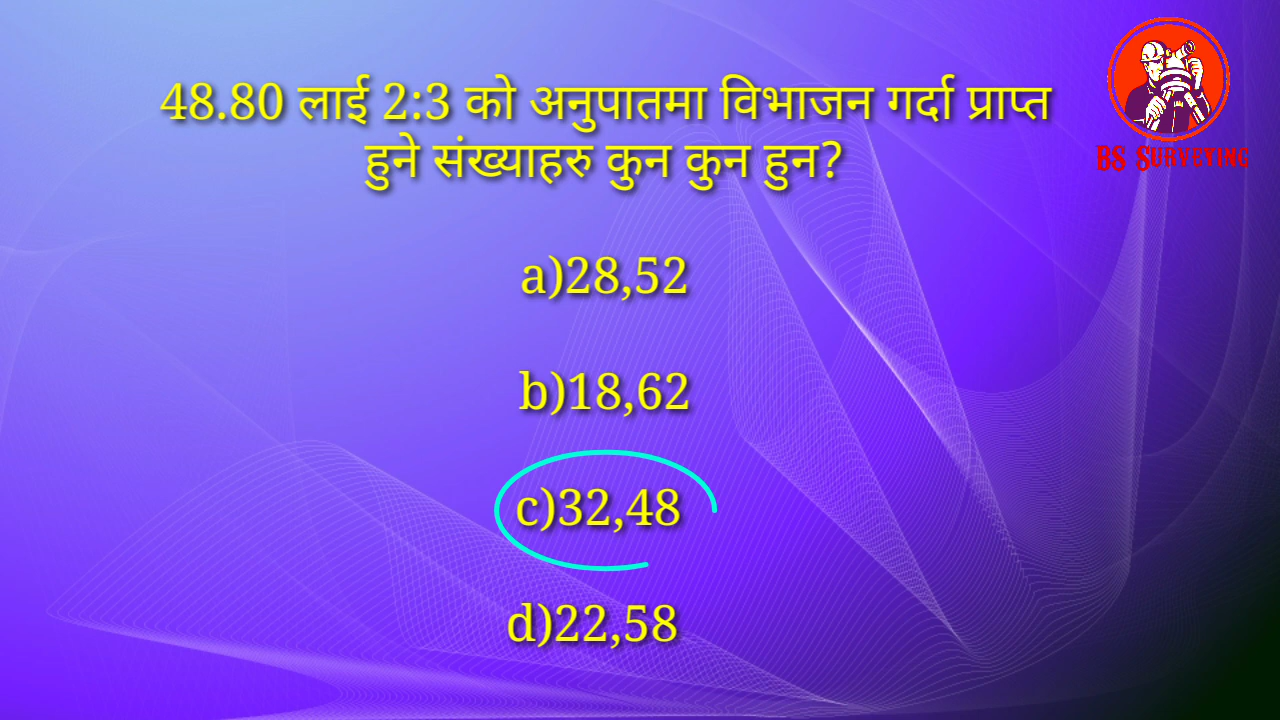 48.80 लाई 2:3 को अनुपातमा विभाजन गर्दा प्राप्त
हुने संख्याहरु कुन कुन हुन?
BS SURVEYING
a)28,52
b)18,62
c)32,48
d)22,58